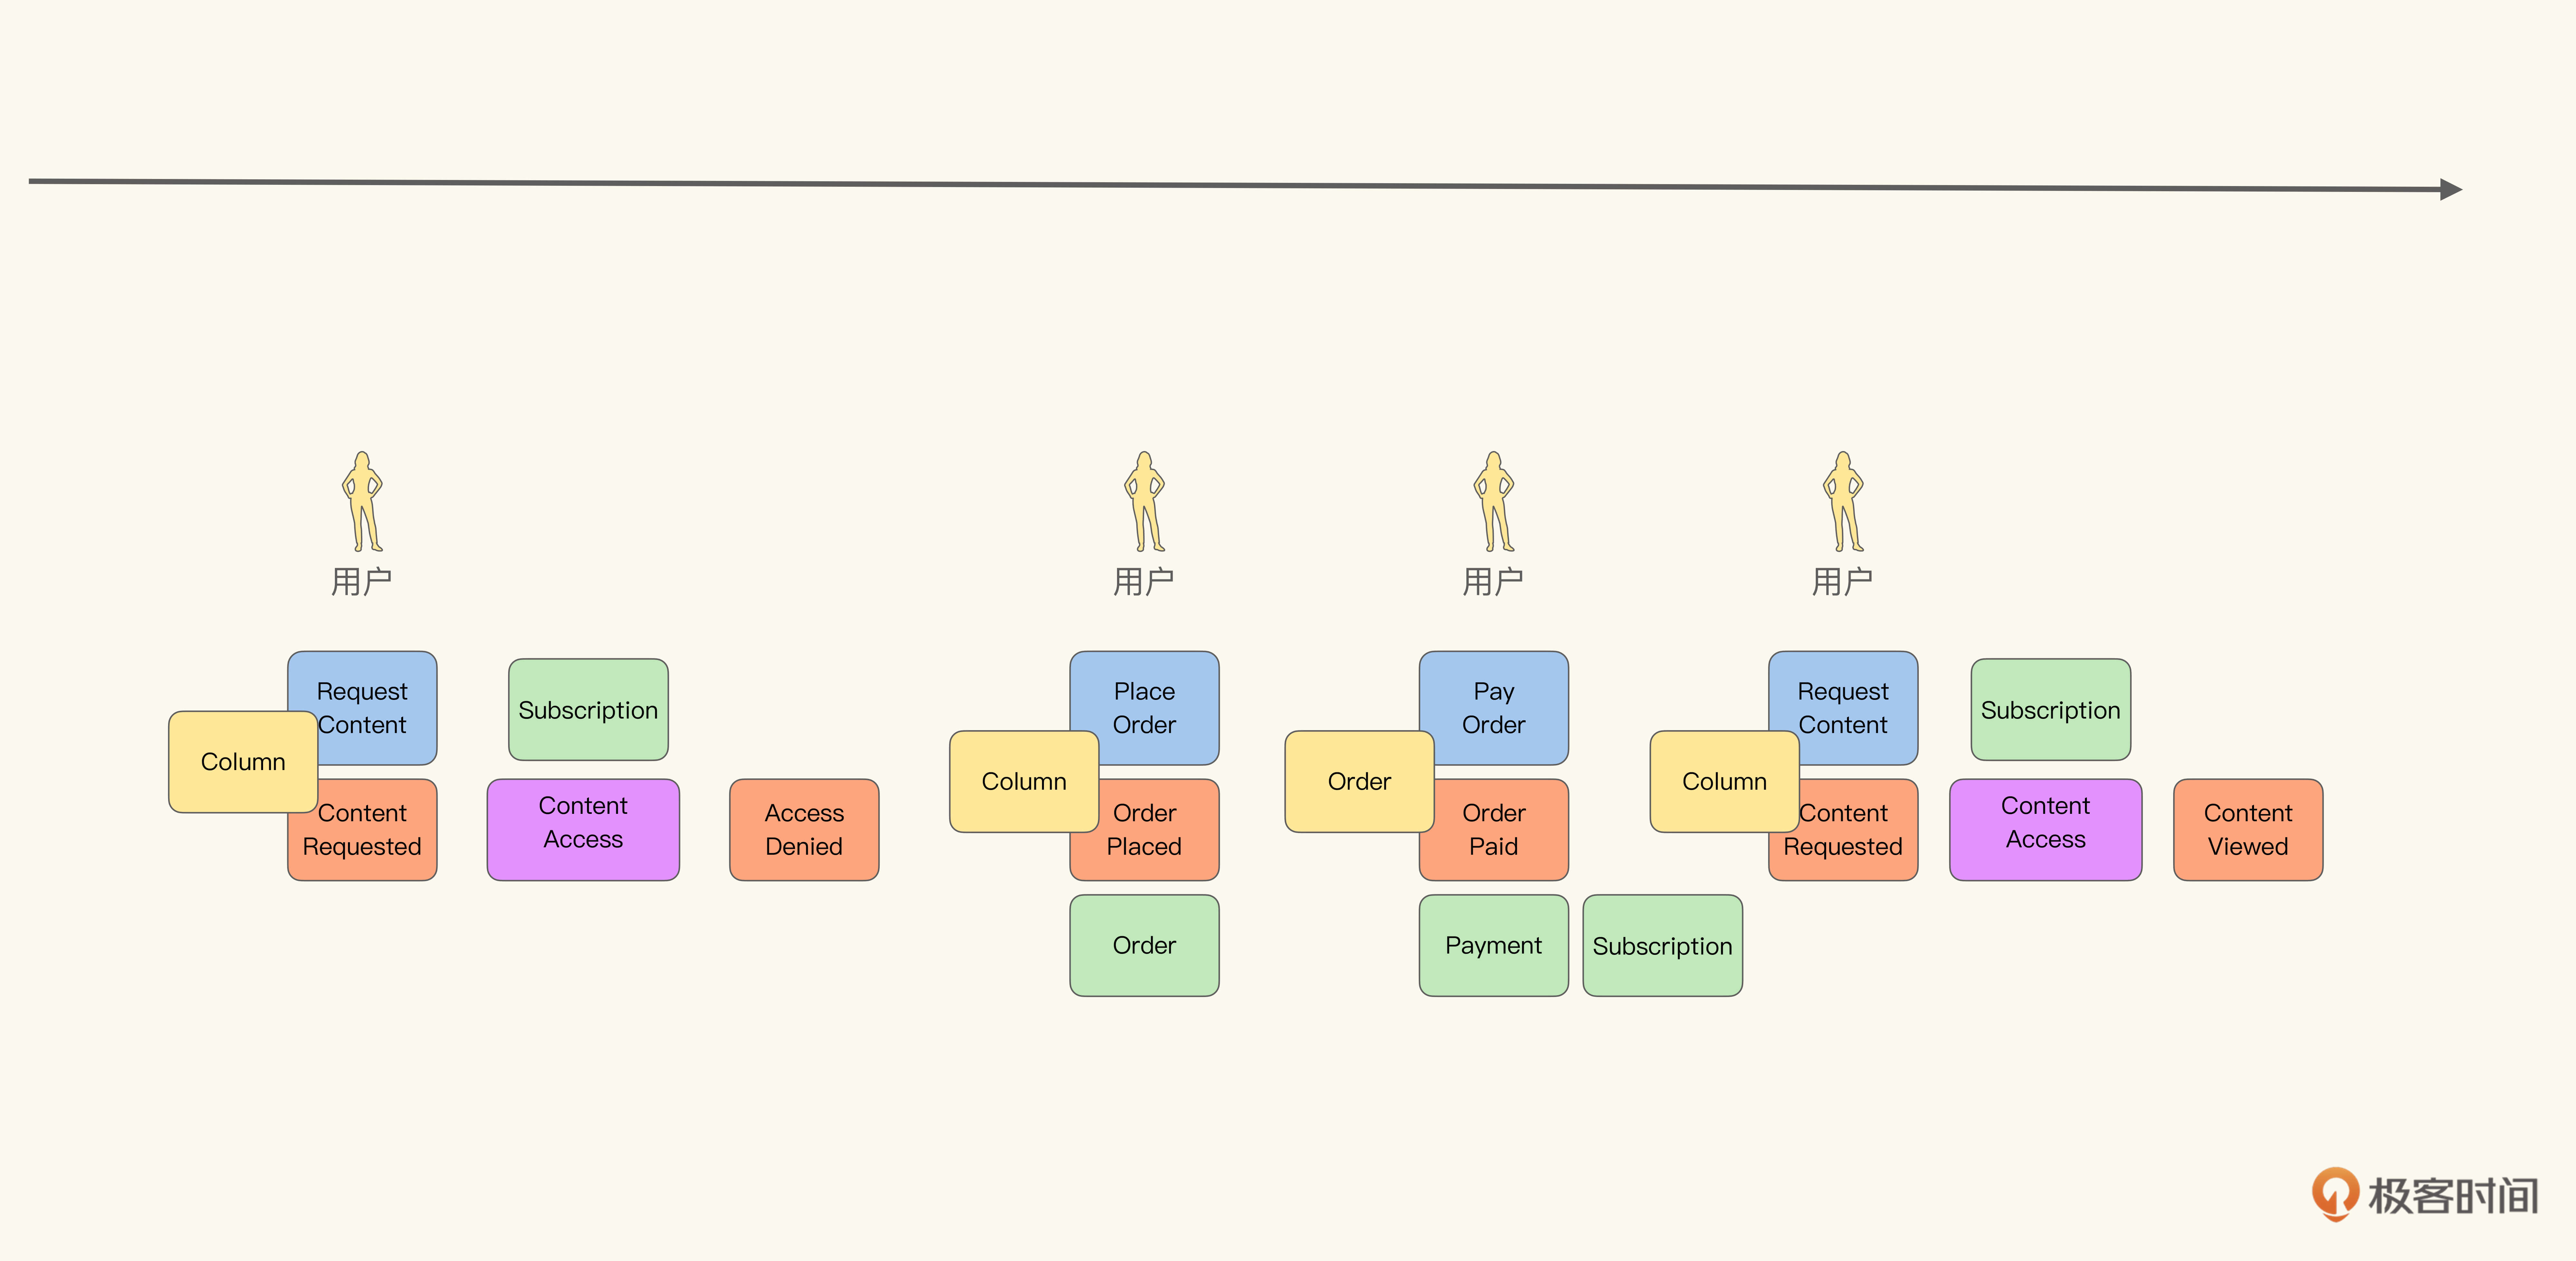 用户
Column
Request
Content
Content
Requested
Subscription
Content
Access
Access
Denied
用户
Column
Place
Order
Order
Placed
Order
用户
Order
Pay
Order
Order
Paid
Payment
Subscription
用户
Column
Request
Content
Content
Requested
Subscription
Content
Access
Content
Viewed
极客时间